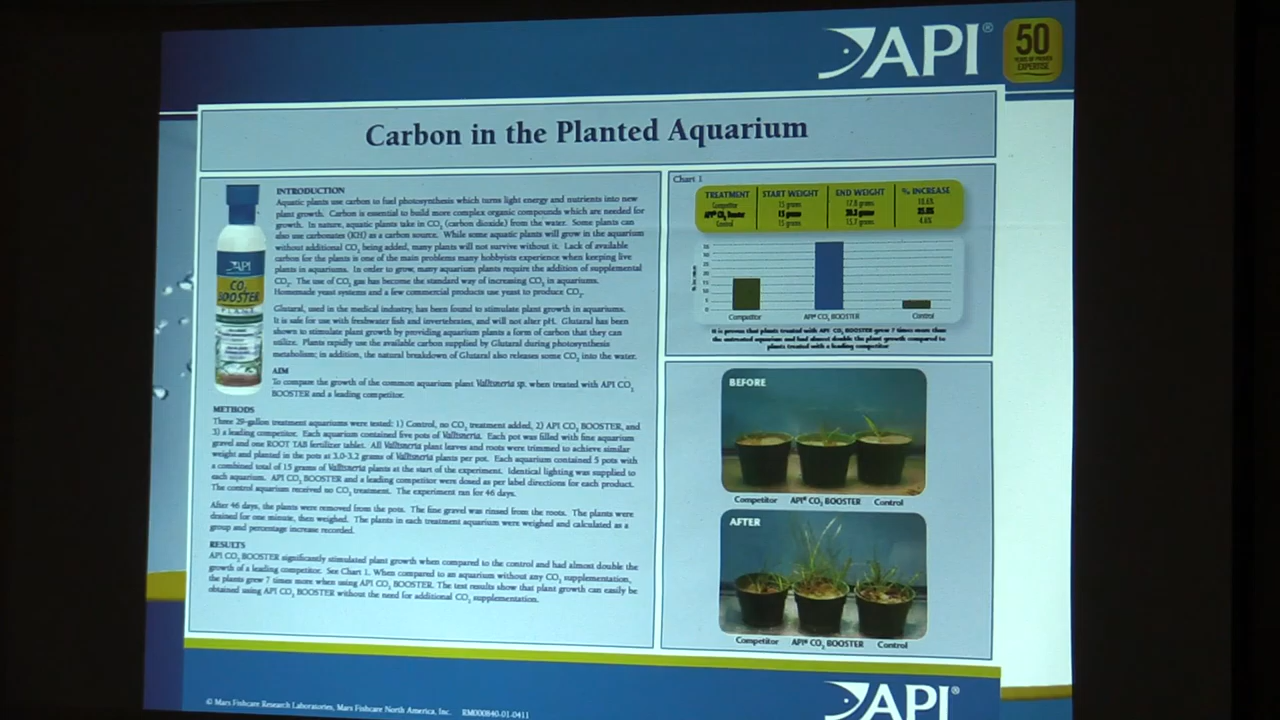 API®
50
YEARS OF PROVEN
EXPERTISE
Carbon in the Planted Aquarium
INTRODUCTION
Aquatic plants use carbon to fuel photosynthesis which turns light energy and nutrients into new
plant growth. Carbon is essential to build more complex organic compounds which are needed for
growth. In nature, aquatic plants take in CO₂ (carbon dioxide) from the water. Some plants can
also use carbonates (KH) as a carbon source. While some aquatic plants will grow in the aquarium
without additional CO₂ being added, many plants will not survive without it. Lack of available
carbon for the plants is one of the main problems many hobbyists experience when keeping live
plants in aquariums. In order to grow, many aquarium plants require the addition of supplemental
CO₂. The use of CO₂ gas has become the standard way of increasing CO₂ in aquariums.
Homemade yeast systems and a few commercial products use yeast to produce CO₂.
Glutaral, used in the medical industry, has been found to stimulate plant growth in aquariums.
It is safe for use with freshwater fish and invertebrates, and will not alter pH. Glutaral has been
shown to stimulate plant growth by providing aquarium plants a form of carbon that they can
utilize. Plants rapidly use the available carbon supplied by Glutaral during photosynthesis
metabolism; in addition, the natural breakdown of Glutaral also releases some CO₂ into the water.
AIM
To compare the growth of the common aquarium plant Vallisneria sp. when treated with API CO₂
BOOSTER and a leading competitor.
METHODS
Three 29-gallon treatment aquariums were tested: 1) Control, no CO₂ treatment added, 2) API CO₂ BOOSTER, and
3) a leading competitor. Each aquarium contained five pots of Vallisneria. Each pot was filled with fine aquarium
gravel and one ROOT TAB fertilizer tablet. All Vallisneria plant leaves and roots were trimmed to achieve similar
weight and planted in the pots at 3.0-3.2 grams of Vallisneria plants per pot. Each aquarium contained 5 pots with
a combined total of 15 grams of Vallisneria plants at the start of the experiment. Identical lighting was supplied to
each aquarium. API CO₂ BOOSTER and a leading competitor were dosed as per label directions for each product.
The control aquarium received no CO₂ treatment. The experiment ran for 46 days.
After 46 days, the plants were removed from the pots. The fine gravel was rinsed from the roots. The plants were
drained for one minute, then weighed. The plants in each treatment aquarium were weighed and calculated as a
group and percentage increase recorded.
RESULTS
API CO₂ BOOSTER significantly stimulated plant growth when compared to the control and had almost double the
growth of a leading competitor. See Chart 1. When compared to an aquarium without any CO₂ supplementation,
the plants grew 7 times more when using API CO₂ BOOSTER. The test results show that plant growth can easily be
obtained using API CO₂ BOOSTER without the need for additional CO₂ supplementation.
API
CO₂
BOOSTER
PLANT
Chart 1
TREATMENT START WEIGHT END WEIGHT % INCREASE
Competitor 15 grams 17.8 grams 18.6%
API® CO₂ Booster 15 grams 20.3 grams
Control 15 grams 15.7 grams 4.6%
35
30
25
20
15
10
5
0
Competitor API® CO₂ BOOSTER Control
It is proven that plants treated with API CO₂ BOOSTER grew 7 times more than
the untreated aquarium and had almost double the plant growth compared to
plants treated with a leading competitor
BEFORE
Competitor API® CO₂ BOOSTER Control
AFTER
Competitor API® CO₂ BOOSTER Control
© Mars Fishcare Research Laboratories, Mars Fishcare North America, Inc. RM000840-01-0411
API®